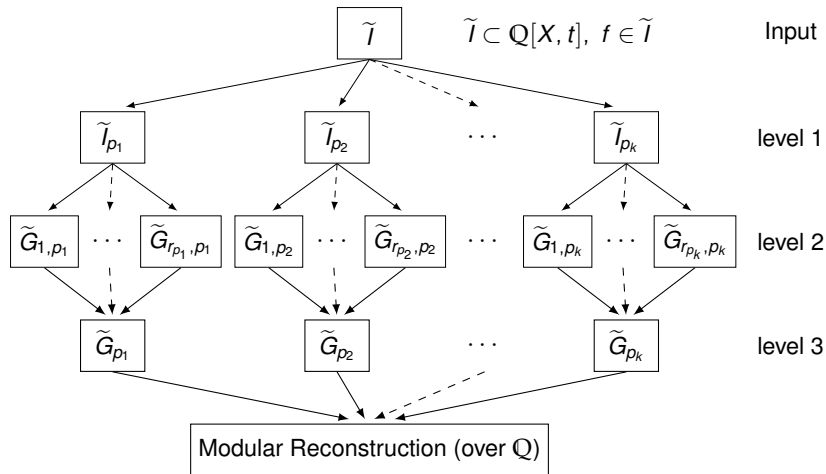 Ĩ Ĩ ⊂ ℚ[X, t], f ∈ Ĩ Input
Ĩ_{p_1} Ĩ_{p_2} ⋯ Ĩ_{p_k} level 1
G̃_{1,p_1} ⋯ G̃_{r_{p_1},p_1} G̃_{1,p_2} ⋯ G̃_{r_{p_2},p_2} ⋯ G̃_{1,p_k} ⋯ G̃_{r_{p_k},p_k} level 2
G̃_{p_1} G̃_{p_2} ⋯ G̃_{p_k} level 3
Modular Reconstruction (over ℚ)